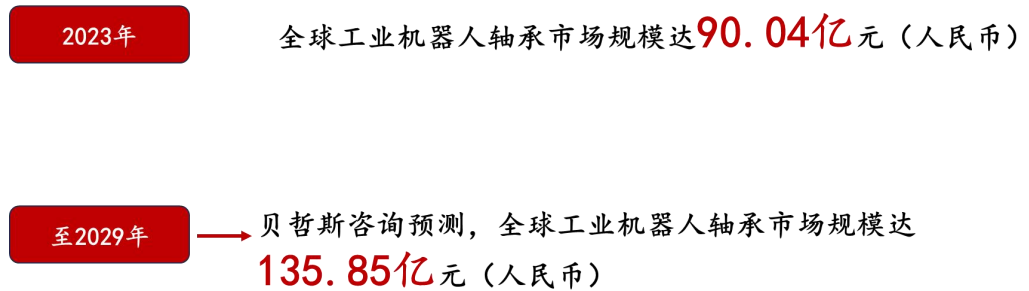 2023年
全球工业机器人轴承市场规模达90.04亿元（人民币）
至2029年
贝哲斯咨询预测，全球工业机器人轴承市场规模达
135.85亿元（人民币）